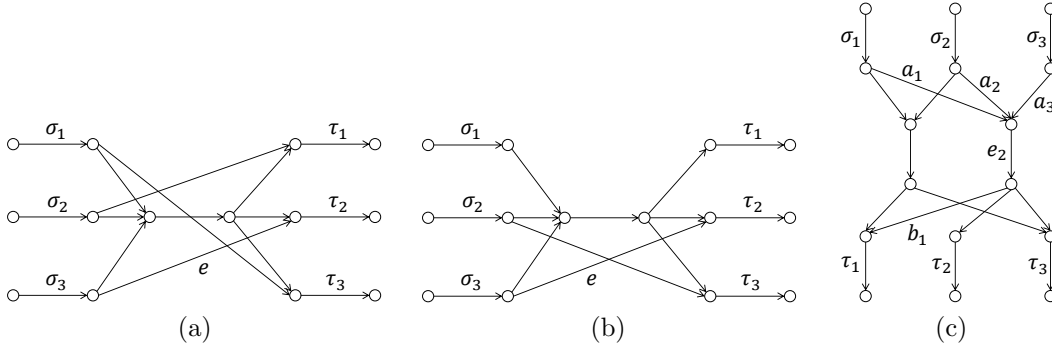 σ1 σ2 σ3
a1 a2
a3
σ1 τ1 σ1 τ1
e2
σ2 τ2 σ2 τ2
b1
σ3 e τ3 σ3 e τ3
τ1 τ2 τ3
(a) (b) (c)